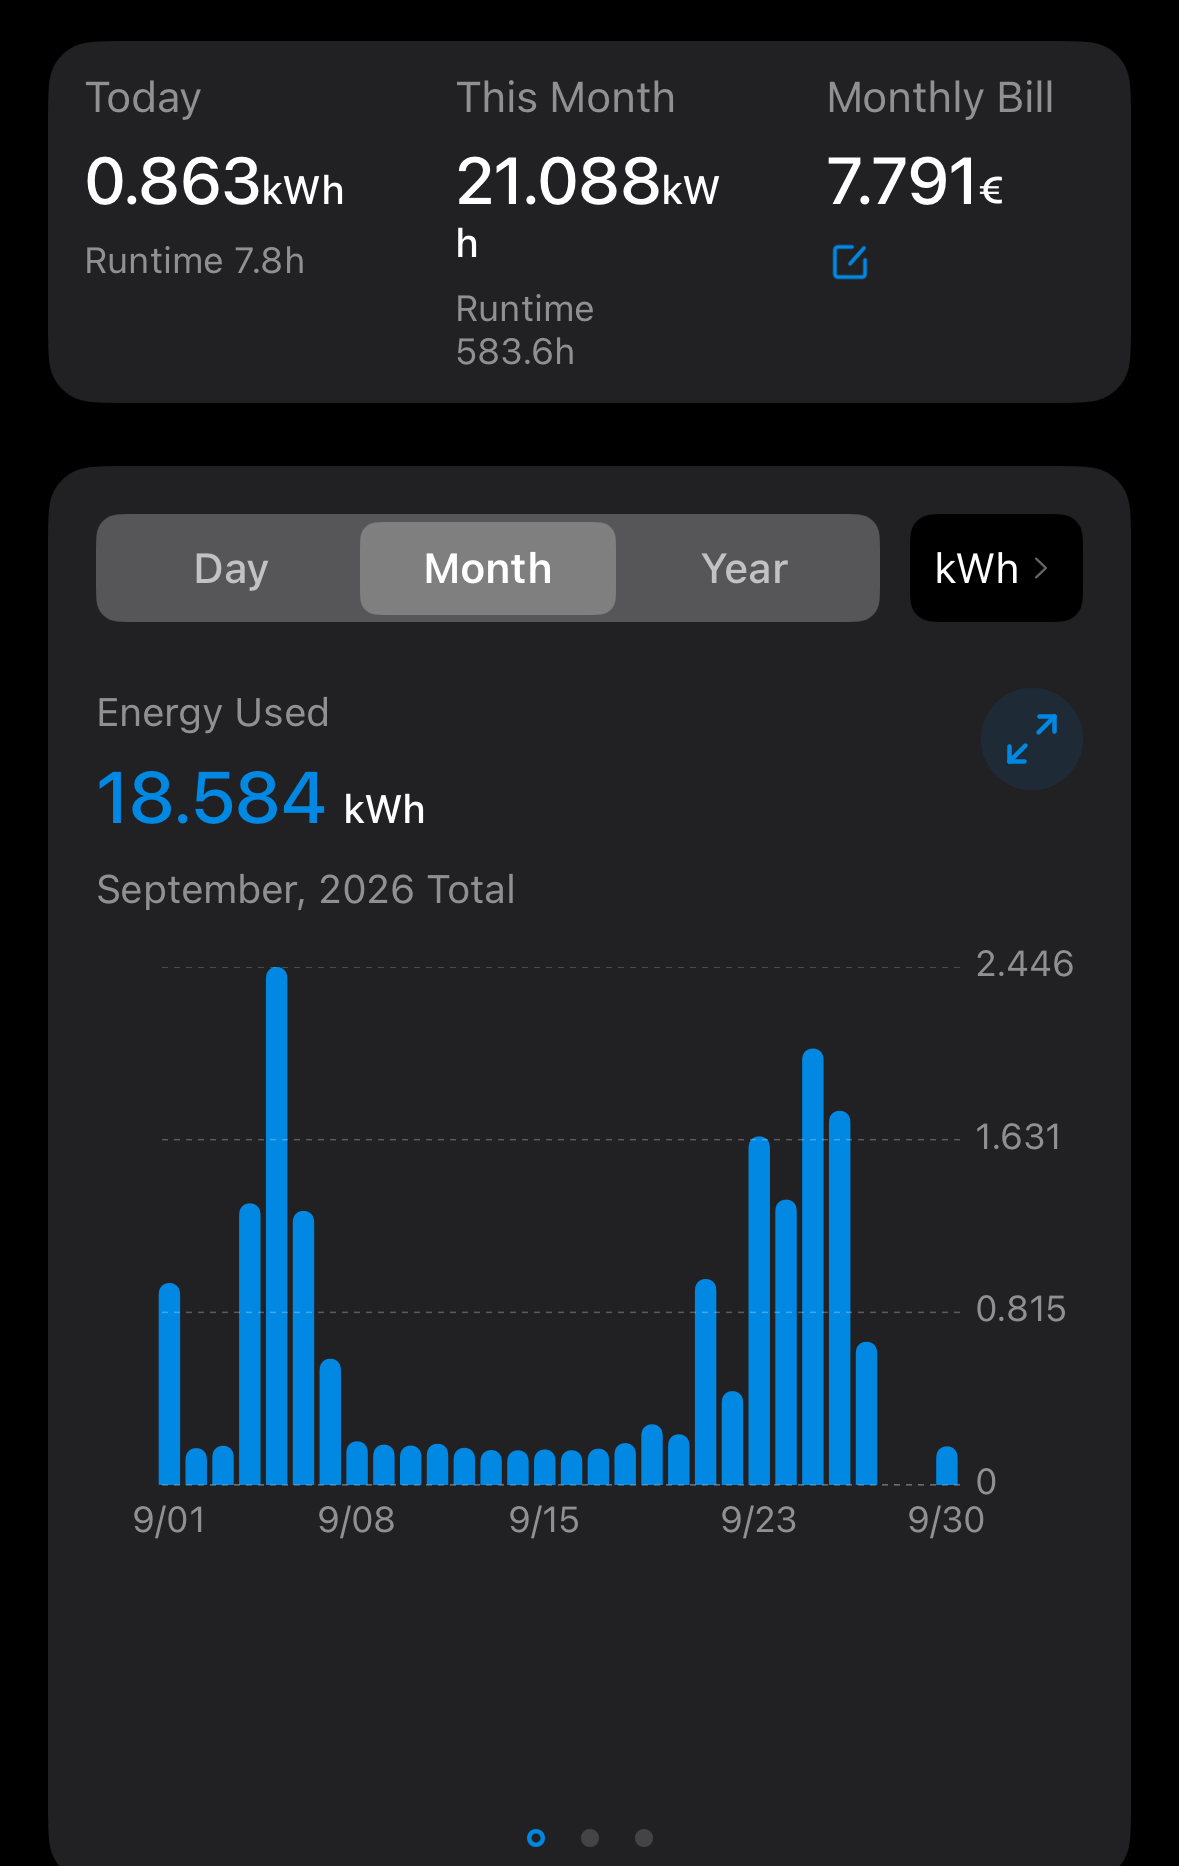 Today
This Month
Monthly Bill
0.863kWh
21.088kW
h
7.791€
Runtime 7.8h
Runtime
583.6h
Day
Month
Year
kWh
Energy Used
18.584 kWh
September, 2026 Total
2.446
1.631
0.815
0
9/01
9/08
9/15
9/23
9/30